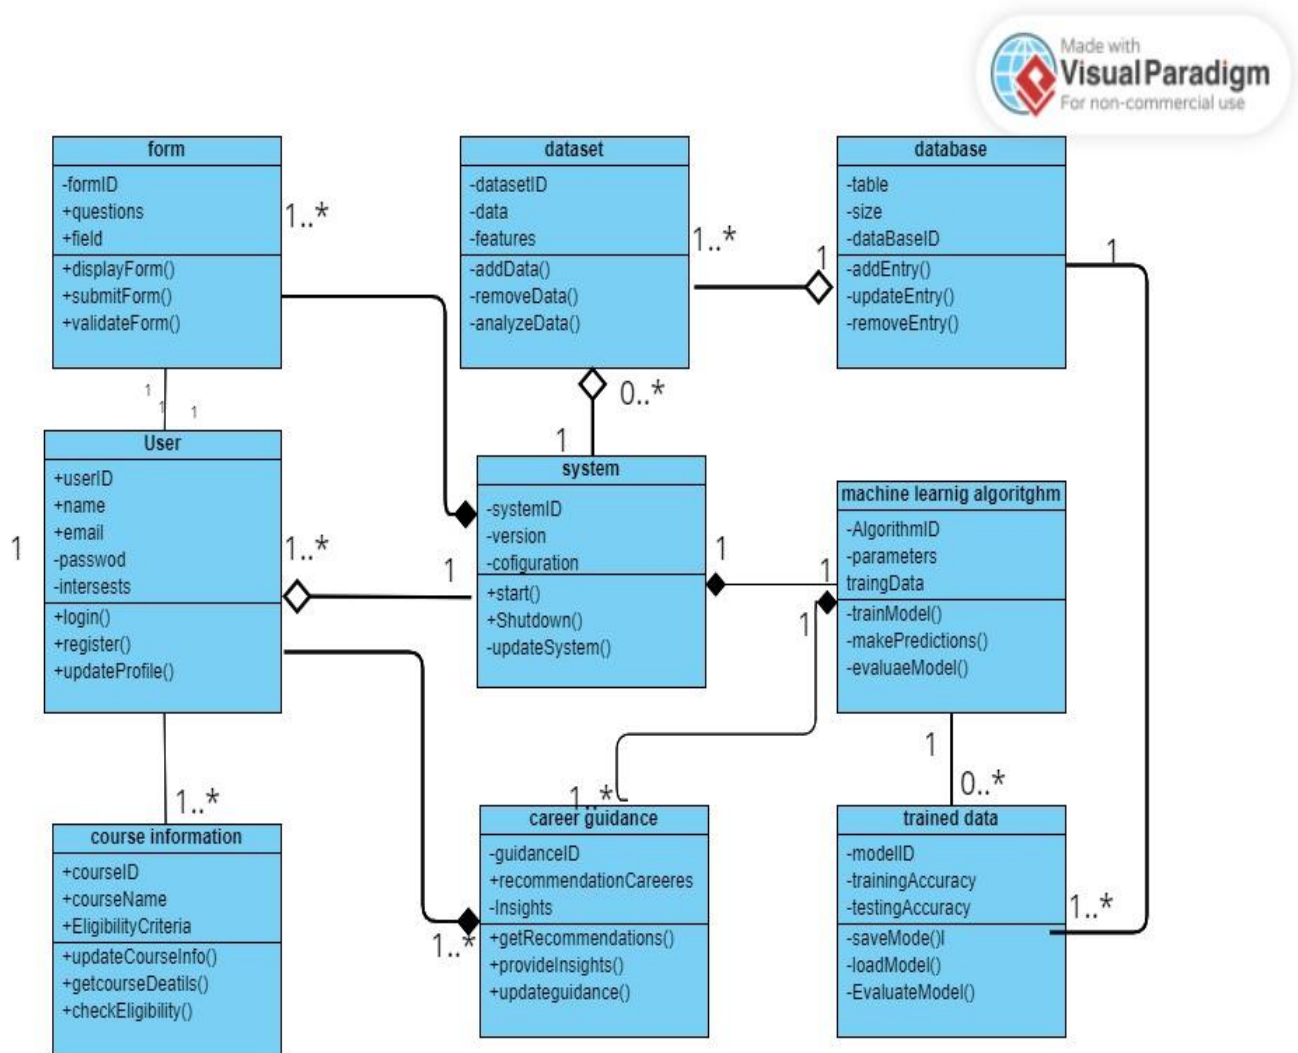 Made with
Visual Paradigm
For non-commercial use
form
-formID
+questions
+field
+displayForm()
+submitForm()
+validateForm()
1..*
dataset
-datasetID
-data
-features
-addData()
-removeData()
-analyzeData()
1..*
1
database
-table
-size
-dataBaseID
-addEntry()
-updateEntry()
-removeEntry()
1
1
1
1
0..*
1
User
+userID
+name
+email
-passwod
-intersests
+login()
+register()
+updateProfile()
1
1..*
1
system
-systemID
-version
-cofiguration
+start()
+Shutdown()
-updateSystem()
1
1
1
machine learnig algoritghm
-AlgorithmID
-parameters
traingData
-trainModel()
-makePredictions()
-evaluaeModel()
1
0..*
1..*
course information
+courseID
+courseName
+EligibilityCriteria
+updateCourseInfo()
+getcourseDeatils()
+checkEligibility()
1..*
career guidance
-guidanceID
+recommendationCareeres
-Insights
+getRecommendations()
+provideInsights()
+updateguidance()
1..*
trained data
-modelID
-trainingAccuracy
-testingAccuracy
-saveMode()l
-loadModel()
-EvaluateModel()
1..*